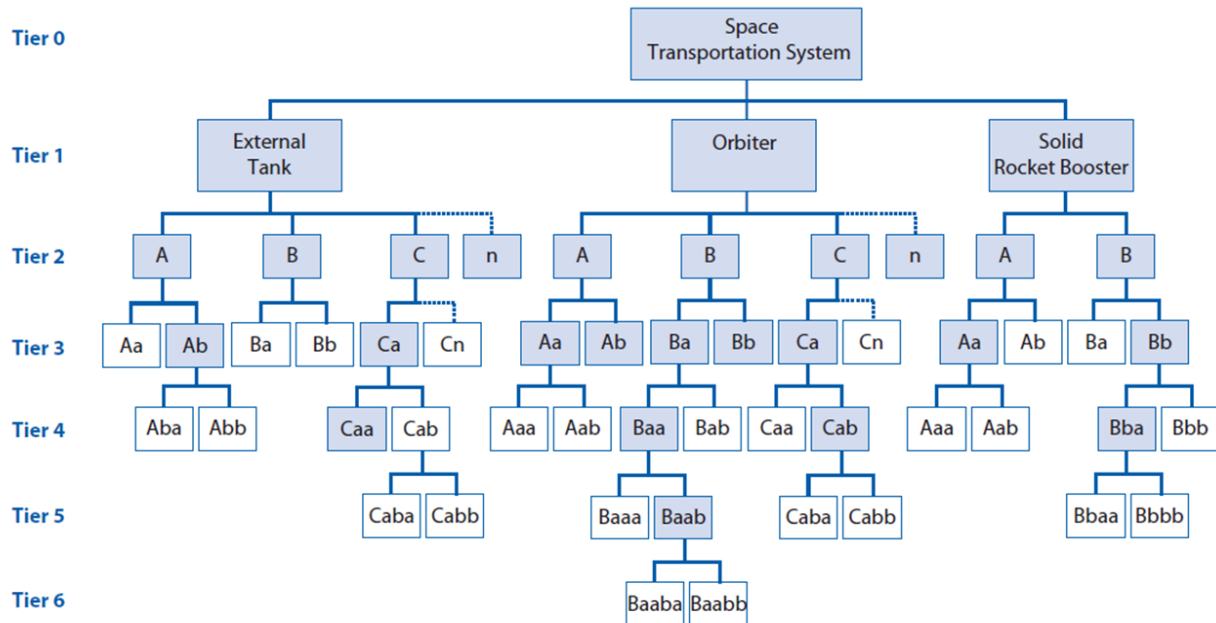 Tier 0
Space
Transportation System
Tier 1
External
Tank
Orbiter
Solid
Rocket Booster
Tier 2
A B C n A B C n A B
Tier 3
Aa Ab Ba Bb Ca Cn Aa Ab Ba Bb Ca Cn Aa Ab Ba Bb
Tier 4
Aba Abb Caa Cab Aaa Aab Baa Bab Caa Cab Aaa Aab Bba Bbb
Tier 5
Caba Cabb Baaa Baab Caba Cabb Bbaa Bbbb
Tier 6
Baaba Baabb